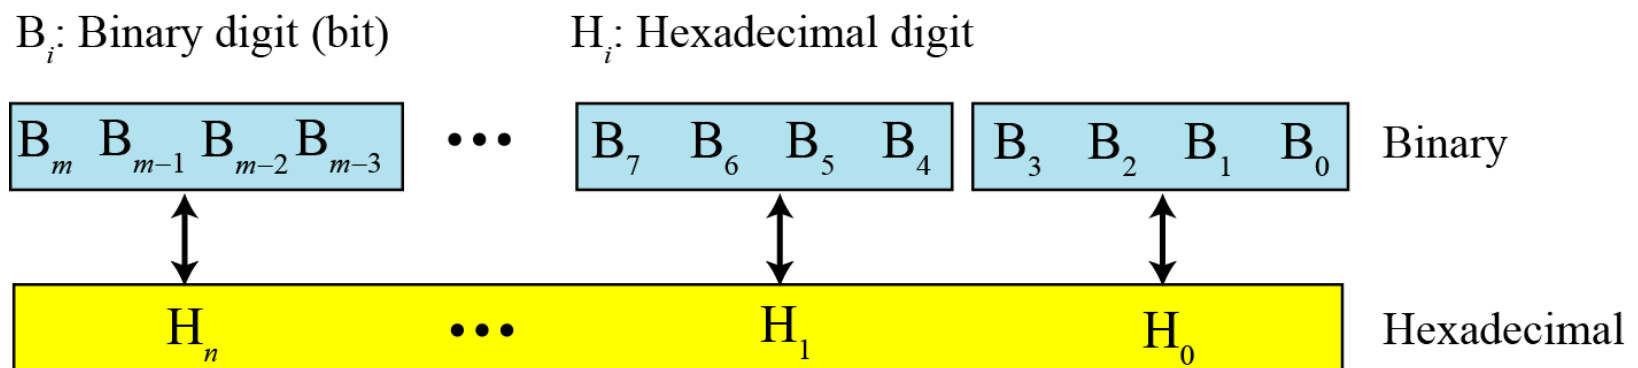 Bᵢ: Binary digit (bit) Hᵢ: Hexadecimal digit
Bₘ Bₘ₋₁ Bₘ₋₂ Bₘ₋₃ ••• B₇ B₆ B₅ B₄ B₃ B₂ B₁ B₀ Binary
Hₙ ••• H₁ H₀ Hexadecimal